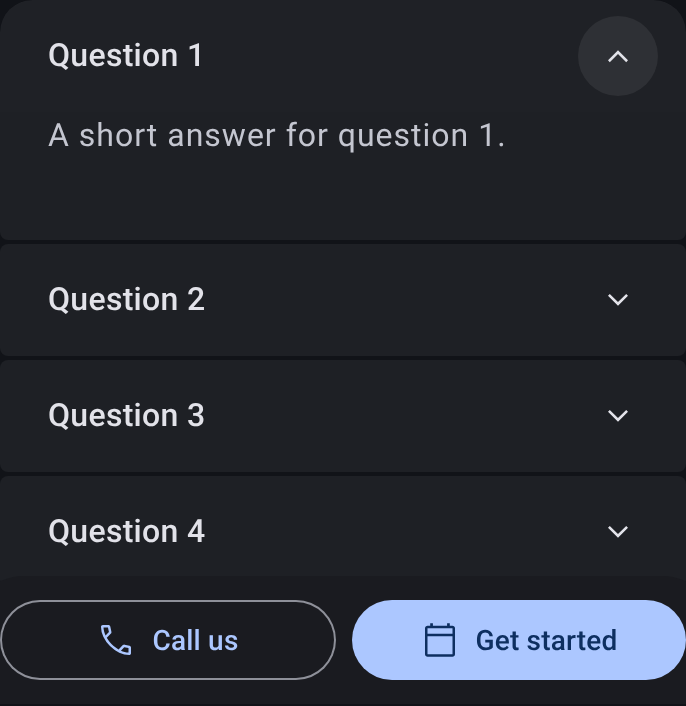 Question 1
A short answer for question 1.
Question 2
Question 3
Question 4
Call us
Get started